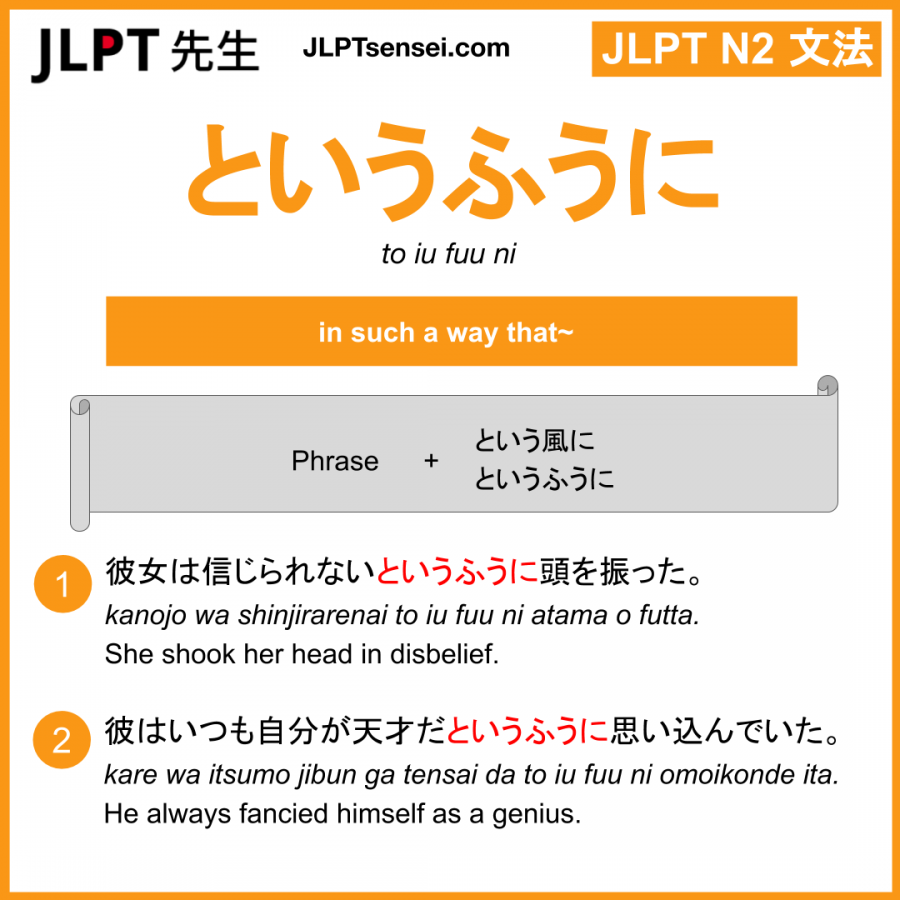 JLPT 先生
JLPTsensei.com
JLPT N2 文法
というふうに
to iu fuu ni
in such a way that~
Phrase + という風に
というふうに
1 彼女は信じられないというふうに頭を振った。
kanojo wa shinjirarenai to iu fuu ni atama o futta.
She shook her head in disbelief.
2 彼はいつも自分が天才だというふうに思い込んでいた。
kare wa itsumo jibun ga tensai da to iu fuu ni omoikonde ita.
He always fancied himself as a genius.